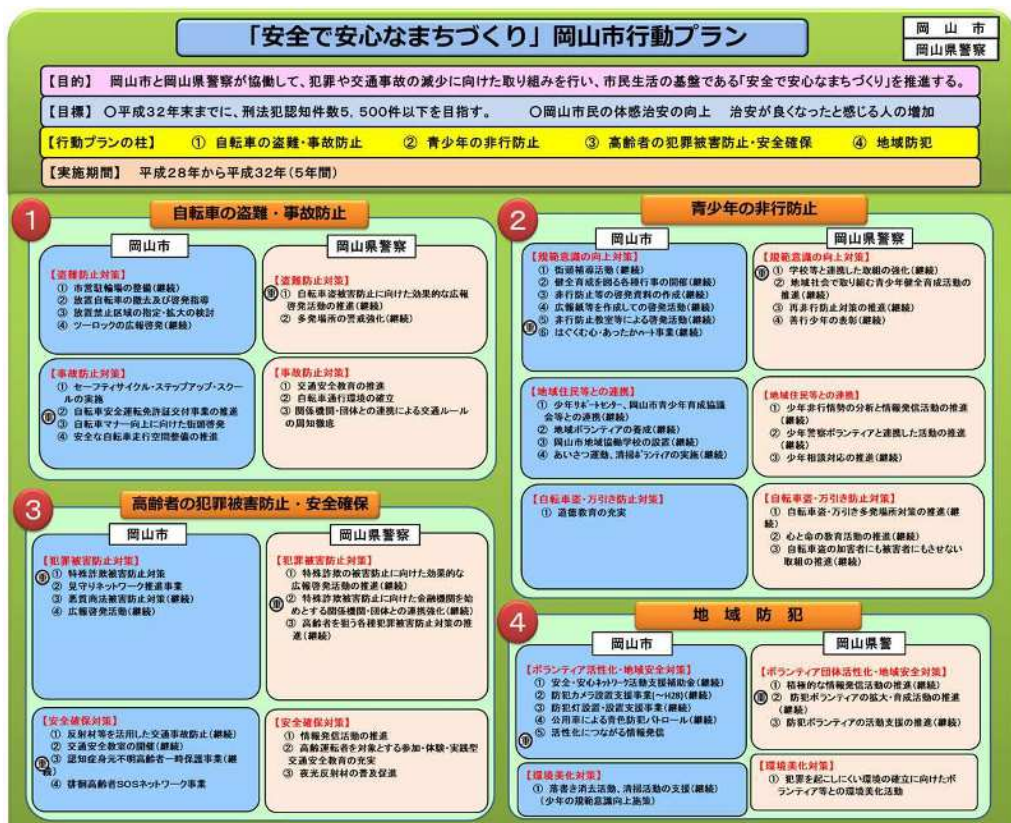 「安全で安心なまちづくり」岡山市行動プラン
岡山市
岡山県警察
【目的】 岡山市と岡山県警察が協働して、犯罪や交通事故の減少に向けた取り組みを行い、市民生活の基盤である「安全で安心なまちづくり」を推進する。
【目標】 ○平成32年末までに、刑法犯認知件数5,500件以下を目指す。 ○岡山市民の体感治安の向上 治安が良くなったと感じる人の増加
【行動プランの柱】 ① 自転車の盗難・事故防止 ② 青少年の非行防止 ③ 高齢者の犯罪被害防止・安全確保 ④ 地域防犯
【実施期間】 平成28年から平成32年(5年間)
1
自転車の盗難・事故防止
岡山市
【盗難防止対策】
① 市営駐輪場の整備(継続)
② 放置自転車の撤去及び啓発指導
③ 放置禁止区域の指定・拡大の検討
④ ツーロックの広報啓発(継続)
【事故防止対策】
① セーフティサイクル・ステップアップ・スクー
ルの実施
重 ② 自転車安全運転免許証交付事業の推進
③ 自転車マナー向上に向けた街頭啓発
④ 安全な自転車走行空間整備の推進
岡山県警察
【盗難防止対策】
重 ① 自転車盗被害防止に向けた効果的な広報
啓発活動の推進(継続)
② 多発場所の警戒強化(継続)
【事故防止対策】
① 交通安全教育の推進
② 自転車通行環境の確立
③ 関係機関・団体との連携による交通ルール
の周知徹底
2
青少年の非行防止
岡山市
【規範意識の向上対策】
① 街頭補導活動(継続)
② 健全育成を図る各種行事の開催(継続)
③ 非行防止等の啓発資料の作成(継続)
④ 広報紙等を作成しての啓発活動(継続)
重 ⑤ 非行防止教室等による啓発活動(継続)
⑥ はぐくむ心・あったかハート事業(継続)
【地域住民等との連携】
① 少年サポートセンター、岡山市青少年育成協議
会等との連携(継続)
② 地域ボランティアの養成(継続)
③ 岡山市地域協働学校の設置(継続)
④ あいさつ運動、清掃ボランティアの実施(継続)
【自転車盗・万引き防止対策】
① 道徳教育の充実
岡山県警察
【規範意識の向上対策】
重 ① 学校等と連携した取組の強化(継続)
② 地域社会で取り組む青少年健全育成活動の
推進(継続)
③ 再非行防止対策の推進(継続)
④ 善行少年の表彰(継続)
【地域住民等との連携】
① 少年非行情勢の分析と情報発信活動の推進
(継続)
② 少年警察ボランティアと連携した活動の推進
(継続)
③ 少年相談対応の推進(継続)
【自転車盗・万引き防止対策】
① 自転車盗・万引き多発場所対策の推進(継
続)
② 心と命の教育活動の推進(継続)
③ 自転車盗の加害者にも被害者にもさせない
取組の推進(継続)
3
高齢者の犯罪被害防止・安全確保
岡山市
【犯罪被害防止対策】
重 ① 特殊詐欺被害防止対策
② 見守りネットワーク推進事業
③ 悪質商法被害防止対策(継続)
④ 広報啓発活動(継続)
【安全確保対策】
① 反射材等を活用した交通事故防止(継続)
② 交通安全教室の開催(継続)
重 ③ 認知症身元不明高齢者一時保護事業(継
続)
④ 徘徊高齢者SOSネットワーク事業
岡山県警察
【犯罪被害防止対策】
① 特殊詐欺の被害防止に向けた効果的な
広報啓発活動の推進(継続)
重 ② 特殊詐欺被害防止に向けた金融機関を始
めとする関係機関・団体との連携強化(継続)
③ 高齢者を狙う各種犯罪被害防止対策の推
進(継続)
【安全確保対策】
① 情報発信活動の推進
② 高齢運転者を対象とする参加・体験・実践型
交通安全教育の充実
③ 夜光反射材の普及促進
4
地域防犯
岡山市
【ボランティア活性化・地域安全対策】
① 安全・安心ネットワーク活動支援補助金(継続)
② 防犯カメラ設置支援事業(～H28)(継続)
③ 防犯灯設置・設置支援事業(継続)
④ 公用車による青色防犯パトロール(継続)
重 ⑤ 活性化につながる情報発信
【環境美化対策】
① 落書き消去活動、清掃活動の支援(継続)
(少年の規範意識向上施策)
岡山県警
【ボランティア団体活性化・地域安全対策】
① 積極的な情報発信活動の推進(継続)
重 ② 防犯ボランティアの拡大・育成活動の推進
(継続)
③ 防犯ボランティアの活動支援の推進(継続)
【環境美化対策】
① 犯罪を起こしにくい環境の確立に向けたボ
ランティア等との環境美化活動